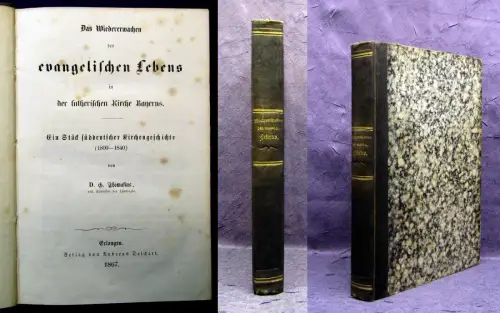 Das Wiedererwachen
des
evangelischen Lebens
in
der lutherischen Kirche Bayerns.
Ein Stück süddeutscher Kirchengeschichte
(1800—1840)
von
D. G. Thomasius,
Erlangen.
Verlag von Andreas Deichert.
1867.
Lebens.